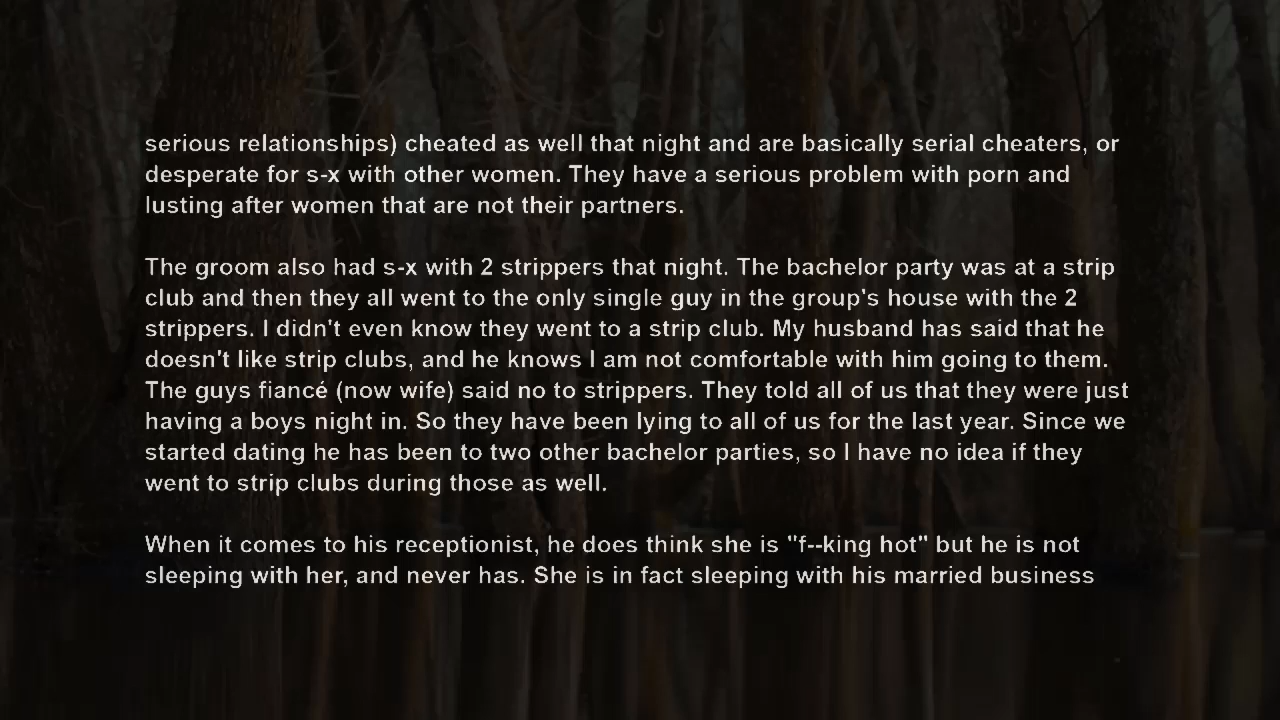 serious relationships) cheated as well that night and are basically serial cheaters, or
desperate for s-x with other women. They have a serious problem with porn and
lusting after women that are not their partners.
The groom also had s-x with 2 strippers that night. The bachelor party was at a strip
club and then they all went to the only single guy in the group's house with the 2
strippers. I didn't even know they went to a strip club. My husband has said that he
doesn't like strip clubs, and he knows I am not comfortable with him going to them.
The guys fiancé (now wife) said no to strippers. They told all of us that they were just
having a boys night in. So they have been lying to all of us for the last year. Since we
started dating he has been to two other bachelor parties, so I have no idea if they
went to strip clubs during those as well.
When it comes to his receptionist, he does think she is "f--king hot" but he is not
sleeping with her, and never has. She is in fact sleeping with his married business